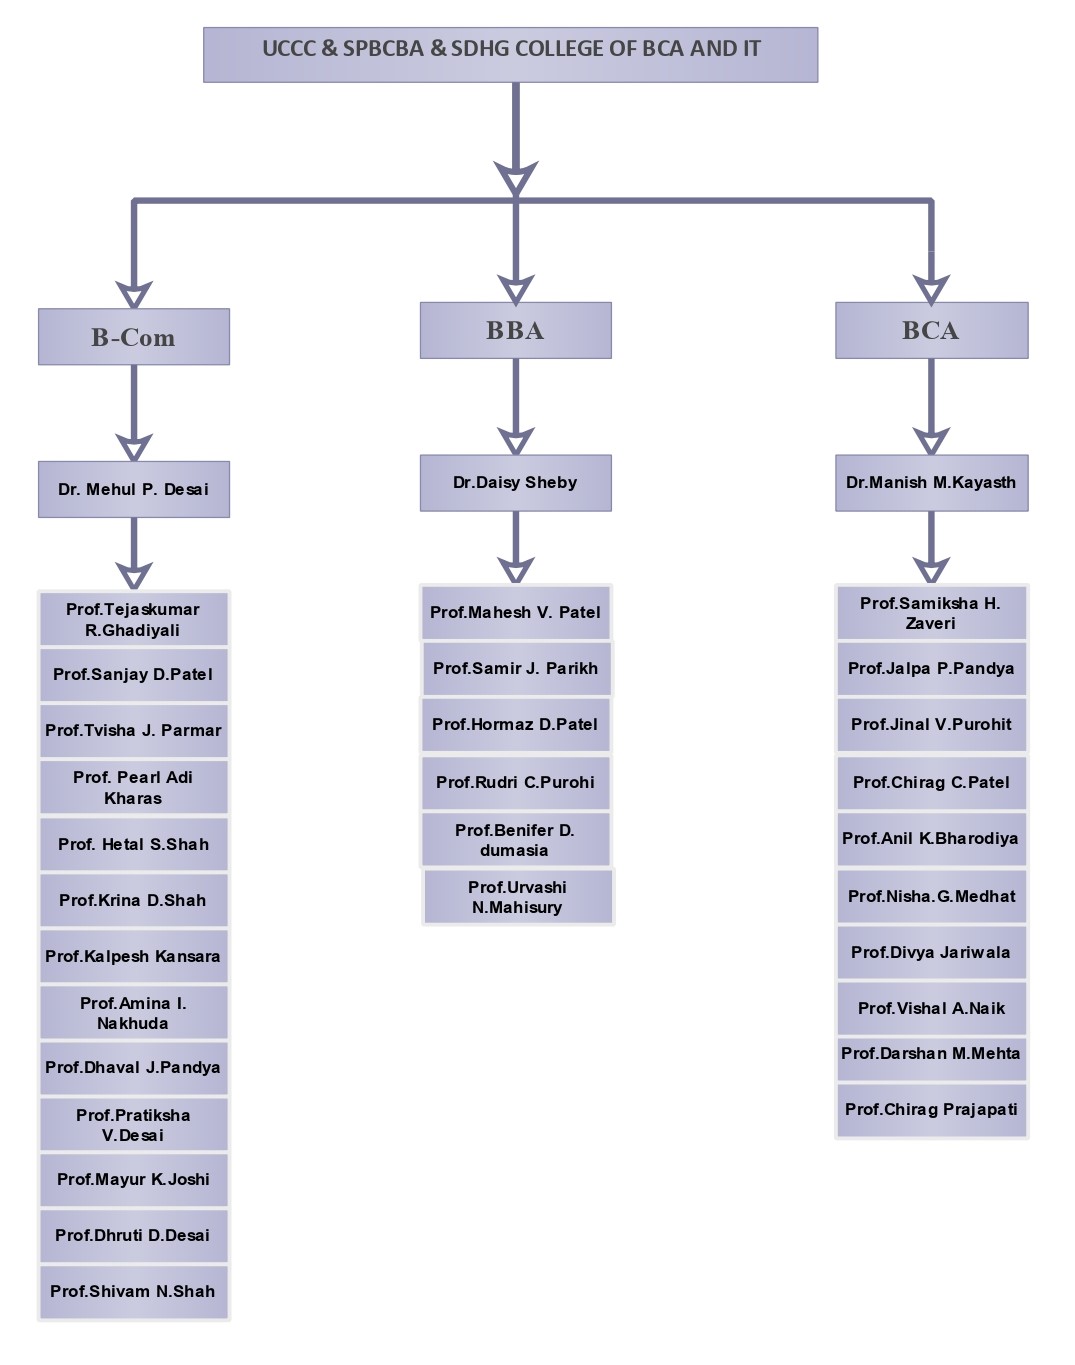 UCCC & SPBCBA & SDHG COLLEGE OF BCA AND IT
B-Com
BBA
BCA
Dr. Mehul P. Desai
Dr.Daisy Sheby
Dr.Manish M.Kayasth
Prof.Tejaskumar
R.Ghadiyali
Prof.Sanjay D.Patel
Prof.Tvisha J. Parmar
Prof. Pearl Adi
Kharas
Prof. Hetal S.Shah
Prof.Krina D.Shah
Prof.Kalpesh Kansara
Prof.Amina I.
Nakhuda
Prof.Dhaval J.Pandya
Prof.Pratiksha
V.Desai
Prof.Mayur K.Joshi
Prof.Dhruti D.Desai
Prof.Shivam N.Shah
Prof.Mahesh V. Patel
Prof.Samir J. Parikh
Prof.Hormaz D.Patel
Prof.Rudri C.Purohi
Prof.Benifer D.
dumasia
Prof.Urvashi
N.Mahisury
Prof.Samiksha H.
Zaveri
Prof.Jalpa P.Pandya
Prof.Jinal V.Purohit
Prof.Chirag C.Patel
Prof.Anil K.Bharodiya
Prof.Nisha.G.Medhat
Prof.Divya Jariwala
Prof.Vishal A.Naik
Prof.Darshan M.Mehta
Prof.Chirag Prajapati